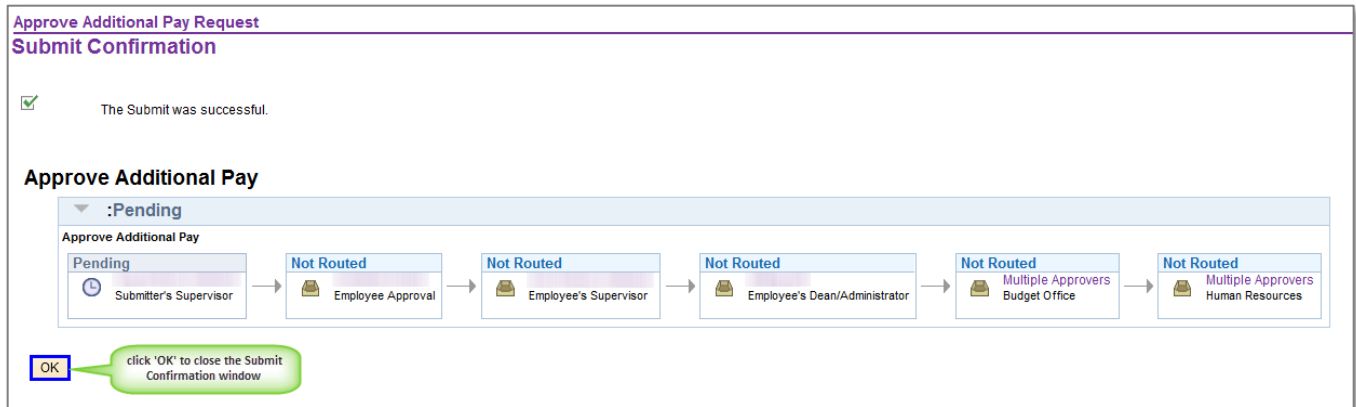 Approve Additional Pay Request
Submit Confirmation
The Submit was successful.
Approve Additional Pay
:Pending
Approve Additional Pay
Pending
Submitter's Supervisor
Not Routed
Employee Approval
Not Routed
Employee's Supervisor
Not Routed
Employee's Dean/Administrator
Not Routed
Multiple Approvers
Budget Office
Not Routed
Multiple Approvers
Human Resources
OK
click 'OK' to close the Submit
Confirmation window